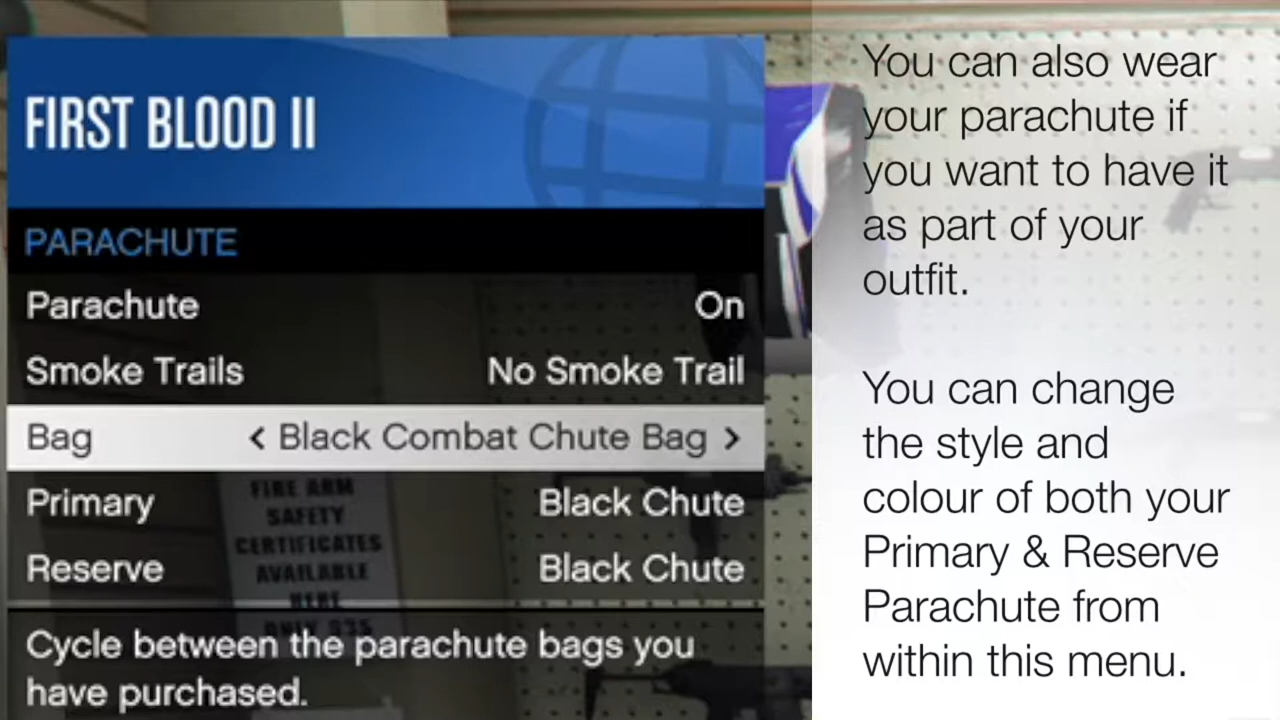 FIRST BLOOD II
PARACHUTE
Parachute On
Smoke Trails No Smoke Trail
Bag < Black Combat Chute Bag >
Primary Black Chute
Reserve Black Chute
Cycle between the parachute bags you
have purchased.
FIRE ARM
SAFETY
CERTIFICATES
AVAILABLE
HERE
ONLY $35
You can also wear
your parachute if
you want to have it
as part of your
outfit.
You can change
the style and
colour of both your
Primary & Reserve
Parachute from
within this menu.